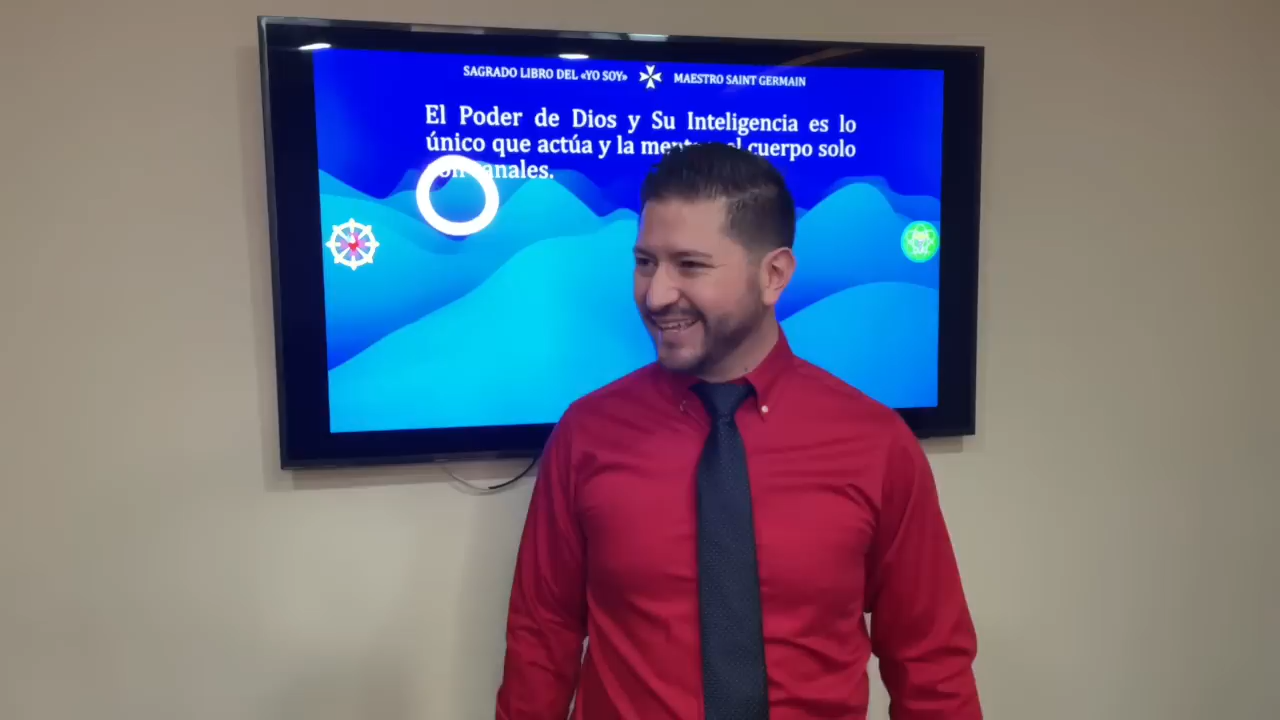 SAGRADO LIBRO DEL «YO SOY» MAESTRO SAINT GERMAIN
El Poder de Dios y Su Inteligencia es lo
único que actúa y la cuerpo solo